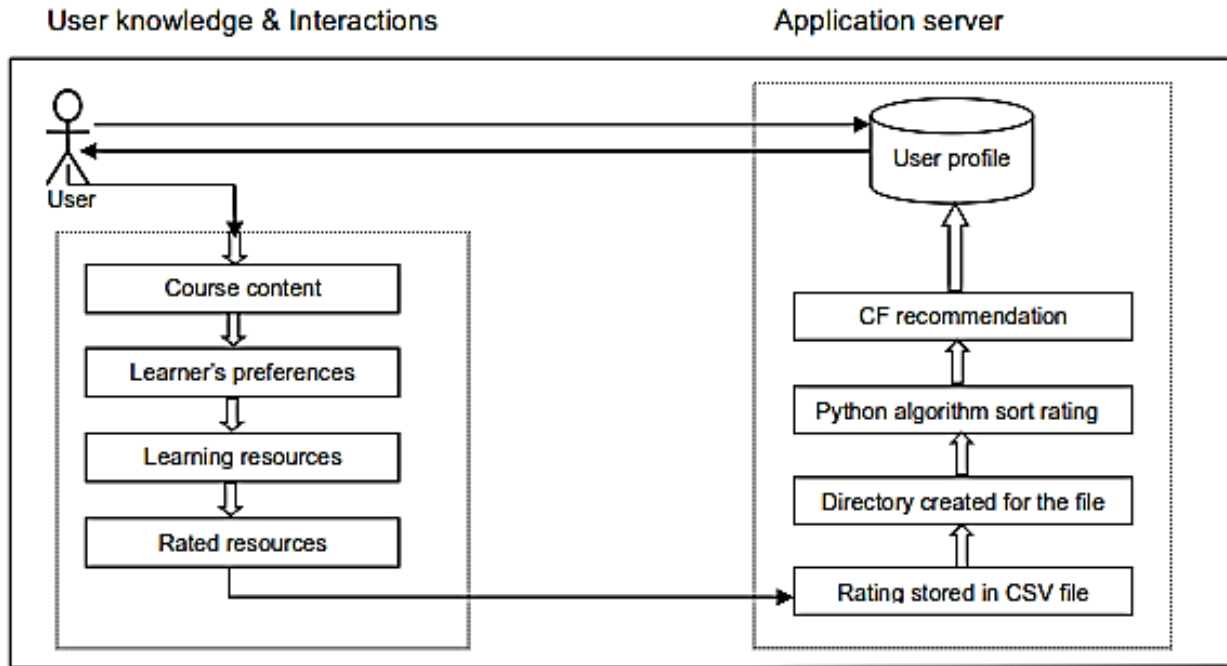 User knowledge & Interactions
Application server
User
User profile
Course content
Learner's preferences
Learning resources
Rated resources
CF recommendation
Python algorithm sort rating
Directory created for the file
Rating stored in CSV file